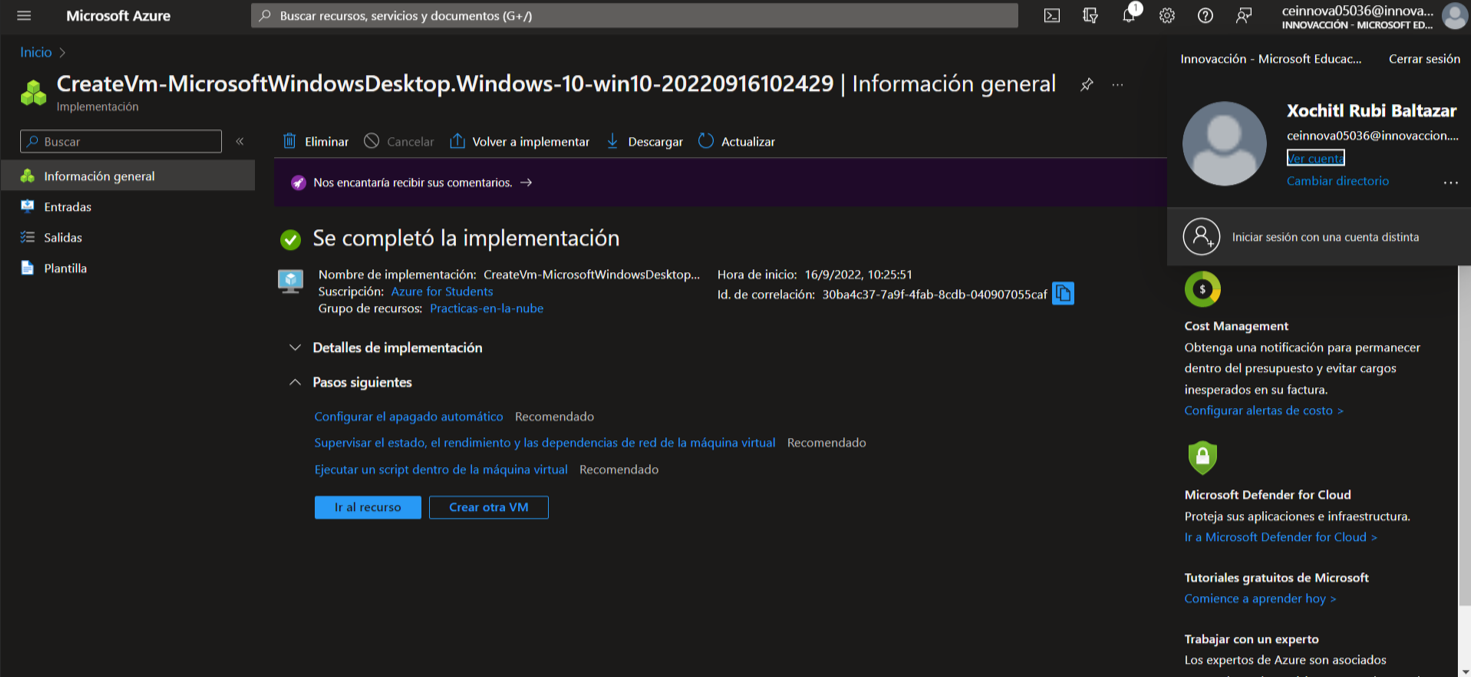 Microsoft Azure
Buscar recursos, servicios y documentos (G+/)
1
ceinnova05036@innova...
INNOVACCIÓN - MICROSOFT ED...
Inicio >
CreateVm-MicrosoftWindowsDesktop.Windows-10-win10-20220916102429 | Información general
...
Implementación
Buscar
«
Información general
Entradas
Salidas
Plantilla
Eliminar
Cancelar
Volver a implementar
Descargar
Actualizar
Nos encantaría recibir sus comentarios. →
Se completó la implementación
Nombre de implementación: CreateVm-MicrosoftWindowsDesktop...
Suscripción: Azure for Students
Grupo de recursos: Practicas-en-la-nube
Hora de inicio: 16/9/2022, 10:25:51
Id. de correlación: 30ba4c37-7a9f-4fab-8cdb-040907055caf
Detalles de implementación
Pasos siguientes
Configurar el apagado automático Recomendado
Supervisar el estado, el rendimiento y las dependencias de red de la máquina virtual Recomendado
Ejecutar un script dentro de la máquina virtual Recomendado
Ir al recurso
Crear otra VM
Innovacción - Microsoft Educac...
Cerrar sesión
Xochitl Rubi Baltazar
ceinnova05036@innovaccion....
Ver cuenta
Cambiar directorio
...
Iniciar sesión con una cuenta distinta
$
Cost Management
Obtenga una notificación para permanecer
dentro del presupuesto y evitar cargos
inesperados en su factura.
Configurar alertas de costo >
Microsoft Defender for Cloud
Proteja sus aplicaciones e infraestructura.
Ir a Microsoft Defender for Cloud >
Tutoriales gratuitos de Microsoft
Comience a aprender hoy >
Trabajar con un experto
Los expertos de Azure son asociados